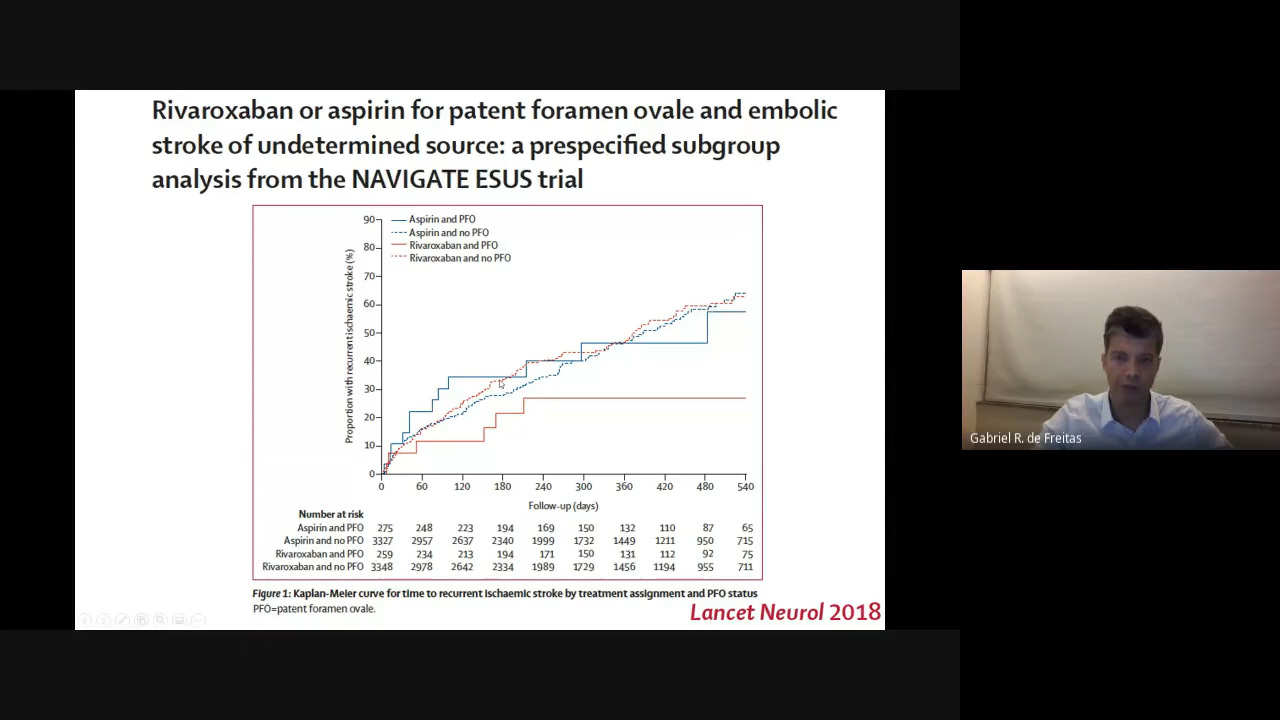 Rivaroxaban or aspirin for patent foramen ovale and embolic
stroke of undetermined source: a prespecified subgroup
analysis from the NAVIGATE ESUS trial
Aspirin and PFO
Aspirin and no PFO
Rivaroxaban and PFO
Rivaroxaban and no PFO
Proportion with recurrent ischaemic stroke (%)
90
80
70
60
50
40
30
20
10
0
0 60 120 180 240 300 360 420 480 540
Follow-up (days)
Number at risk
Aspirin and PFO 275 248 223 194 169 150 132 110 87 65
Aspirin and no PFO 3327 2957 2637 2340 1999 1732 1449 1211 950 715
Rivaroxaban and PFO 259 234 213 194 171 150 131 112 92 75
Rivaroxaban and no PFO 3348 2978 2642 2334 1989 1729 1456 1194 955 711
Figure 1: Kaplan-Meier curve for time to recurrent ischaemic stroke by treatment assignment and PFO status
PFO=patent foramen ovale.
Lancet Neurol 2018
Gabriel R. de Freitas